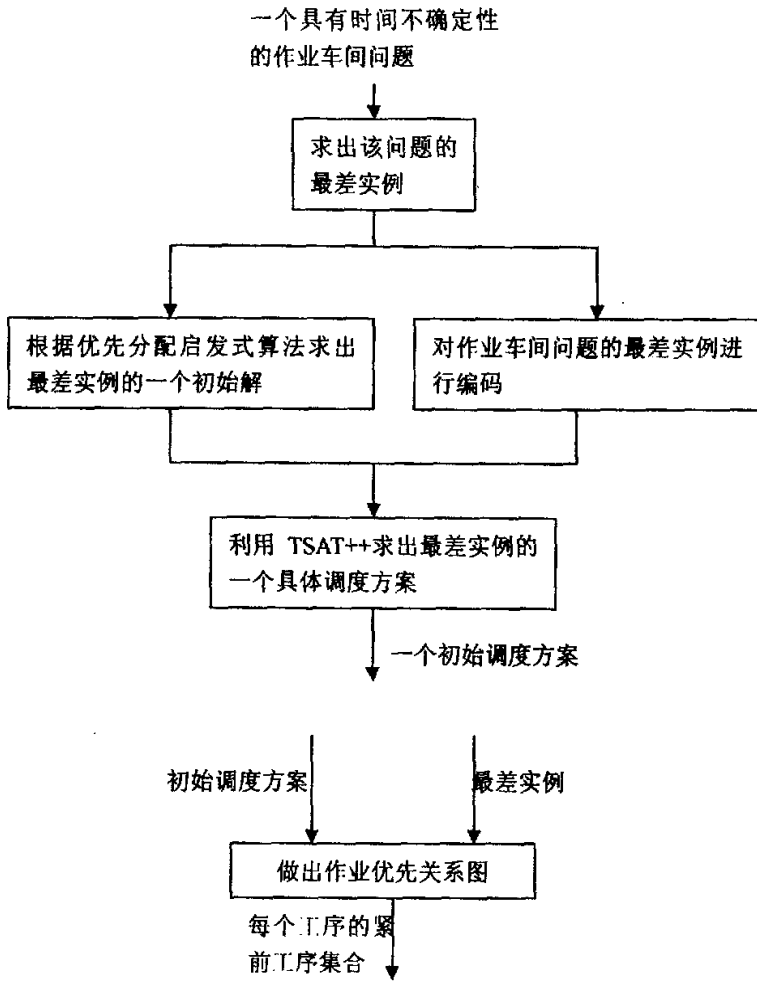 一个具有时间不确定性
的作业车间问题
求出该问题的
最差实例
根据优先分配启发式算法求出
最差实例的一个初始解
对作业车间问题的最差实例进
行编码
利用 TSAT++求出最差实例的
一个具体调度方案
一个初始调度方案
初始调度方案
最差实例
做出作业优先关系图
每个工序的紧
前工序集合